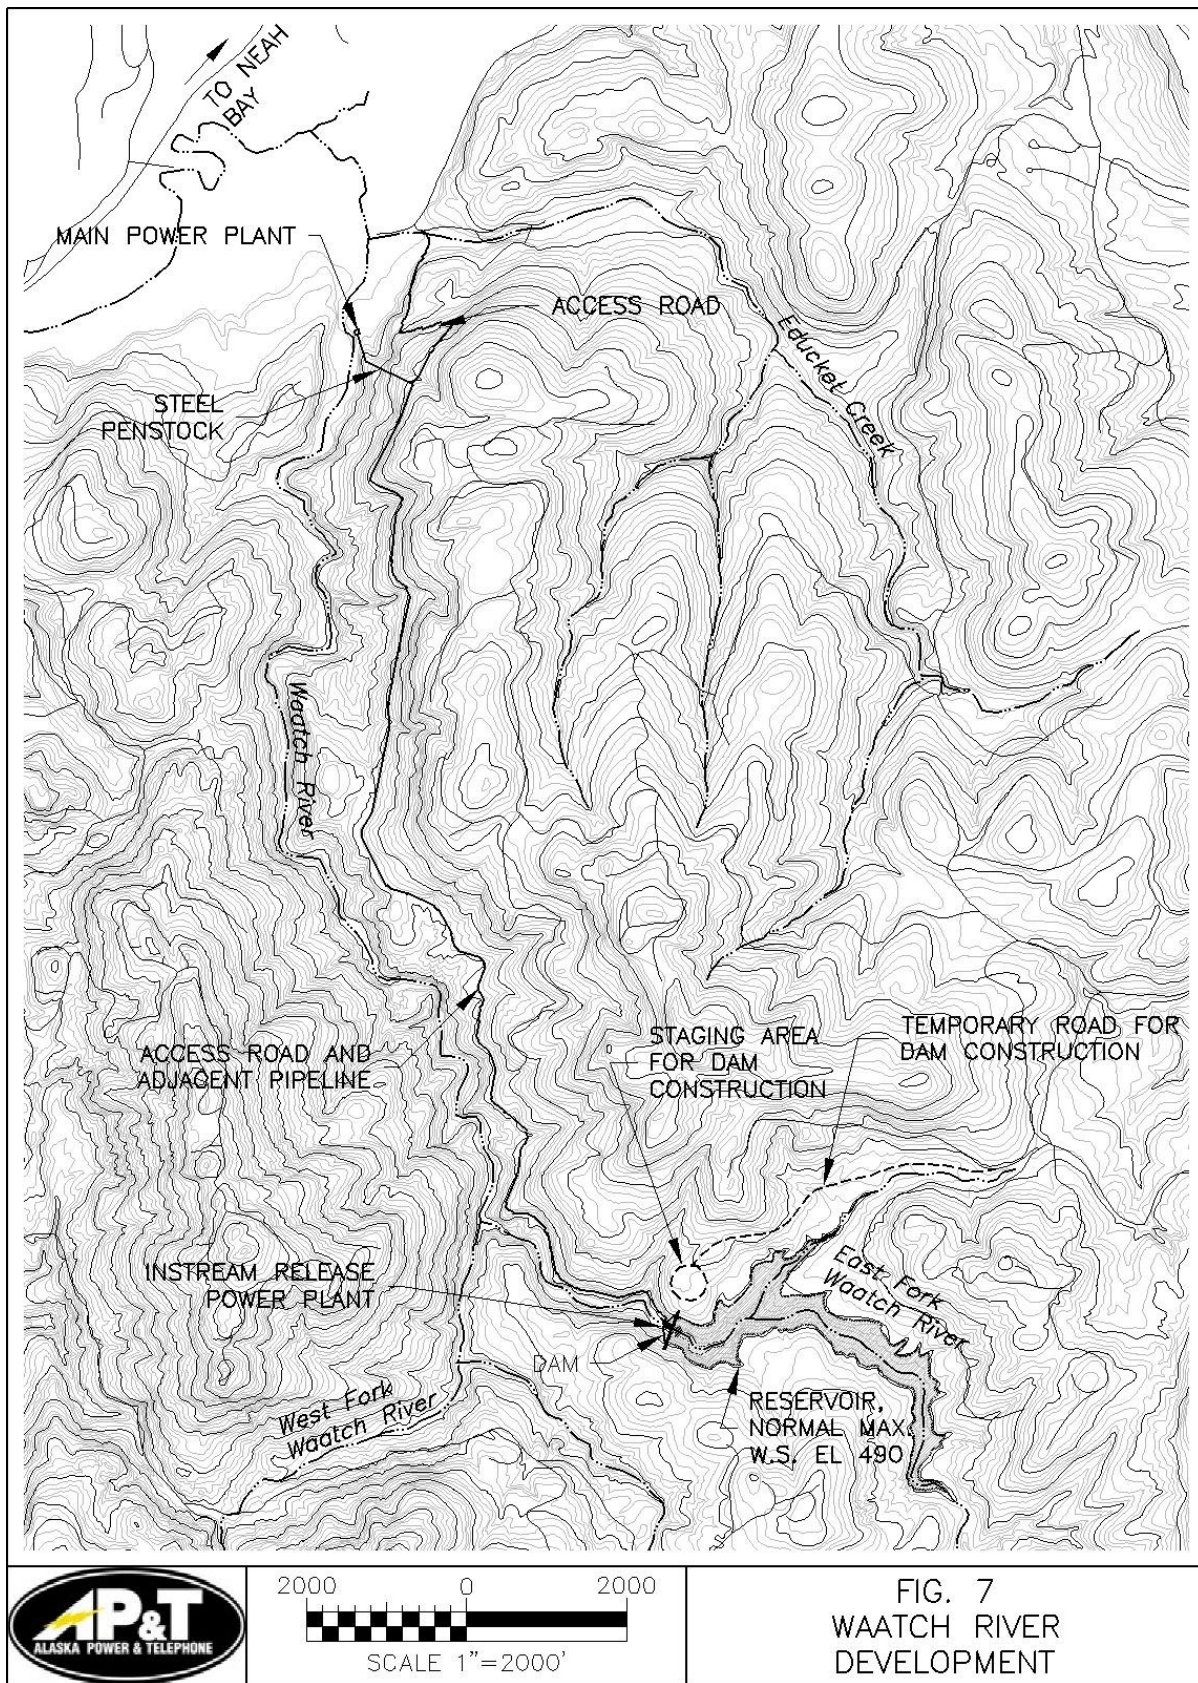 TO NEAH
BAY
MAIN POWER PLANT
ACCESS ROAD
STEEL
PENSTOCK
Educket Creek
Waatch River
ACCESS ROAD AND
ADJACENT PIPELINE
STAGING AREA
FOR DAM
CONSTRUCTION
TEMPORARY ROAD FOR
DAM CONSTRUCTION
INSTREAM RELEASE
POWER PLANT
DAM
East Fork
Waatch River
West Fork
Waatch River
RESERVOIR,
NORMAL MAX.
W.S. EL 490
AP&T
ALASKA POWER & TELEPHONE
2000 0 2000
SCALE 1"=2000'
FIG. 7
WAATCH RIVER
DEVELOPMENT